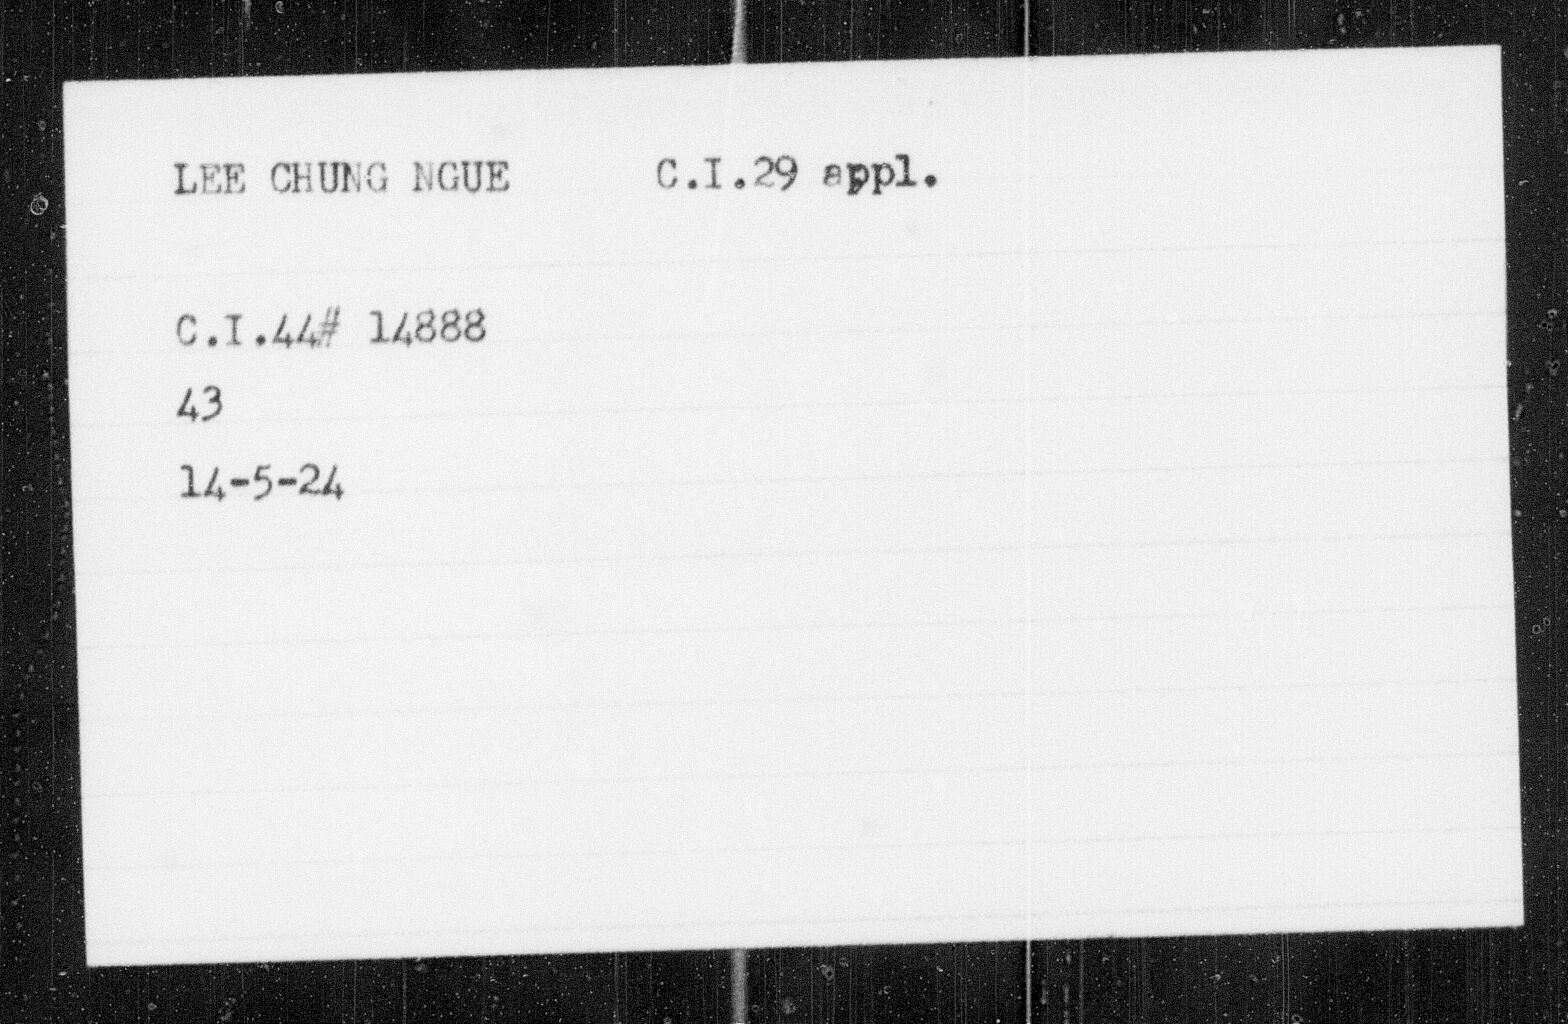 LEE CHUNG NGUE C.I.29 appl.
C.I.44# 14888
43
14-5-24